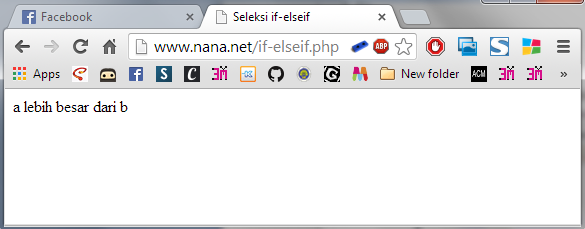 Facebook
Seleksi if-elseif
www.nana.net/if-elseif.php
ABP
Apps
New folder
ACM
a lebih besar dari b